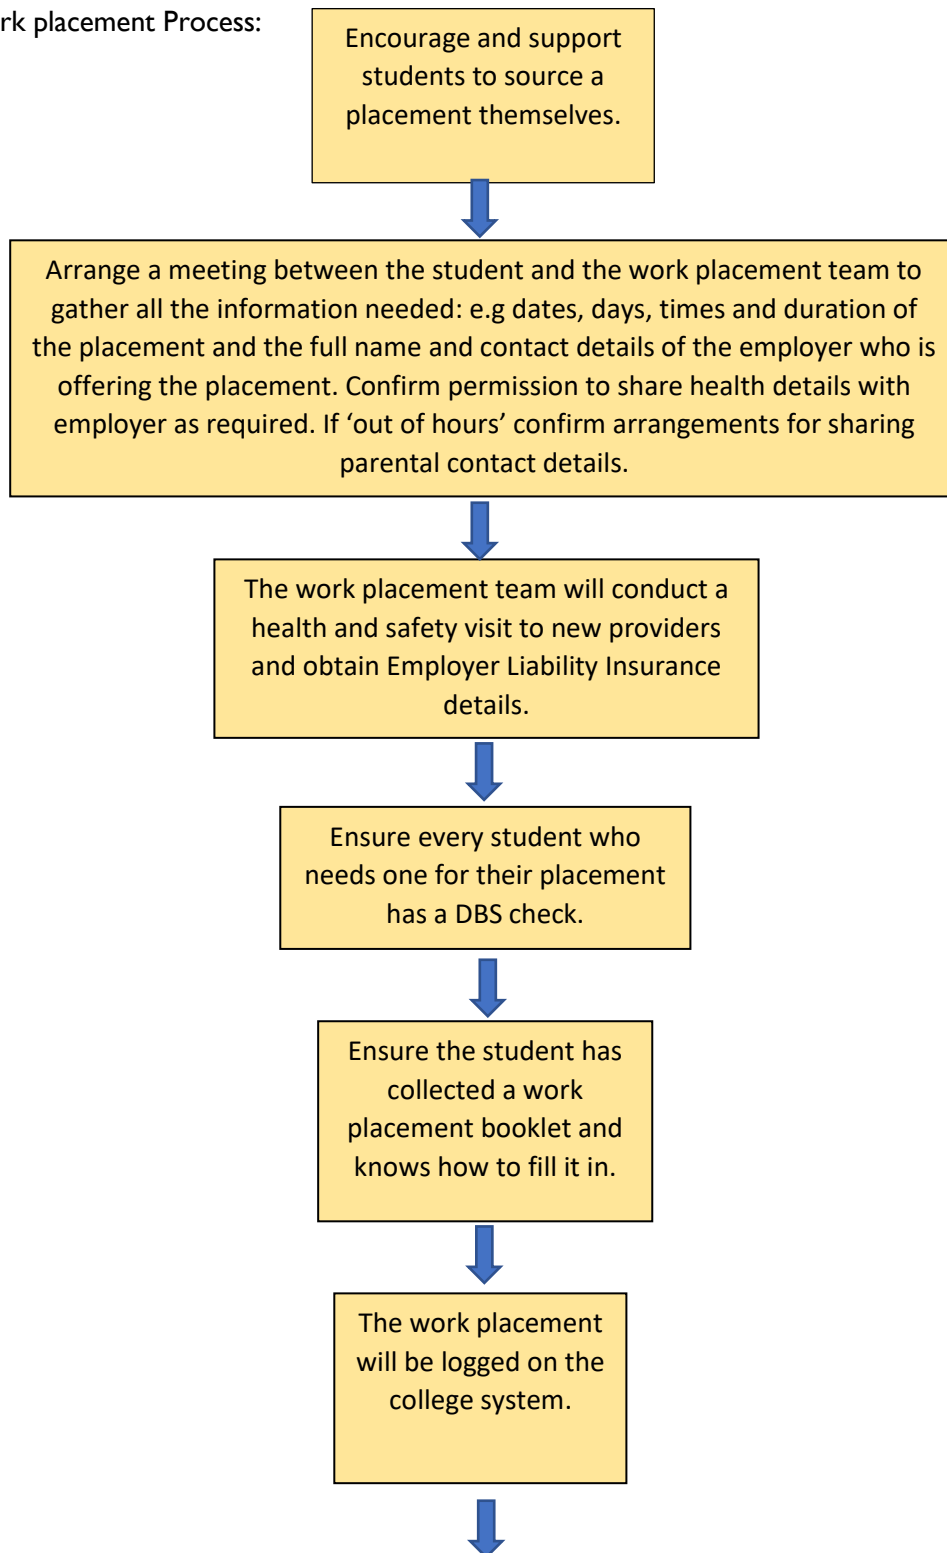 rk placement Process:
Encourage and support
students to source a
placement themselves.
Arrange a meeting between the student and the work placement team to
gather all the information needed: e.g dates, days, times and duration of
the placement and the full name and contact details of the employer who is
offering the placement. Confirm permission to share health details with
employer as required. If ‘out of hours’ confirm arrangements for sharing
parental contact details.
The work placement team will conduct a
health and safety visit to new providers
and obtain Employer Liability Insurance
details.
Ensure every student who
needs one for their placement
has a DBS check.
Ensure the student has
collected a work
placement booklet and
knows how to fill it in.
The work placement
will be logged on the
college system.